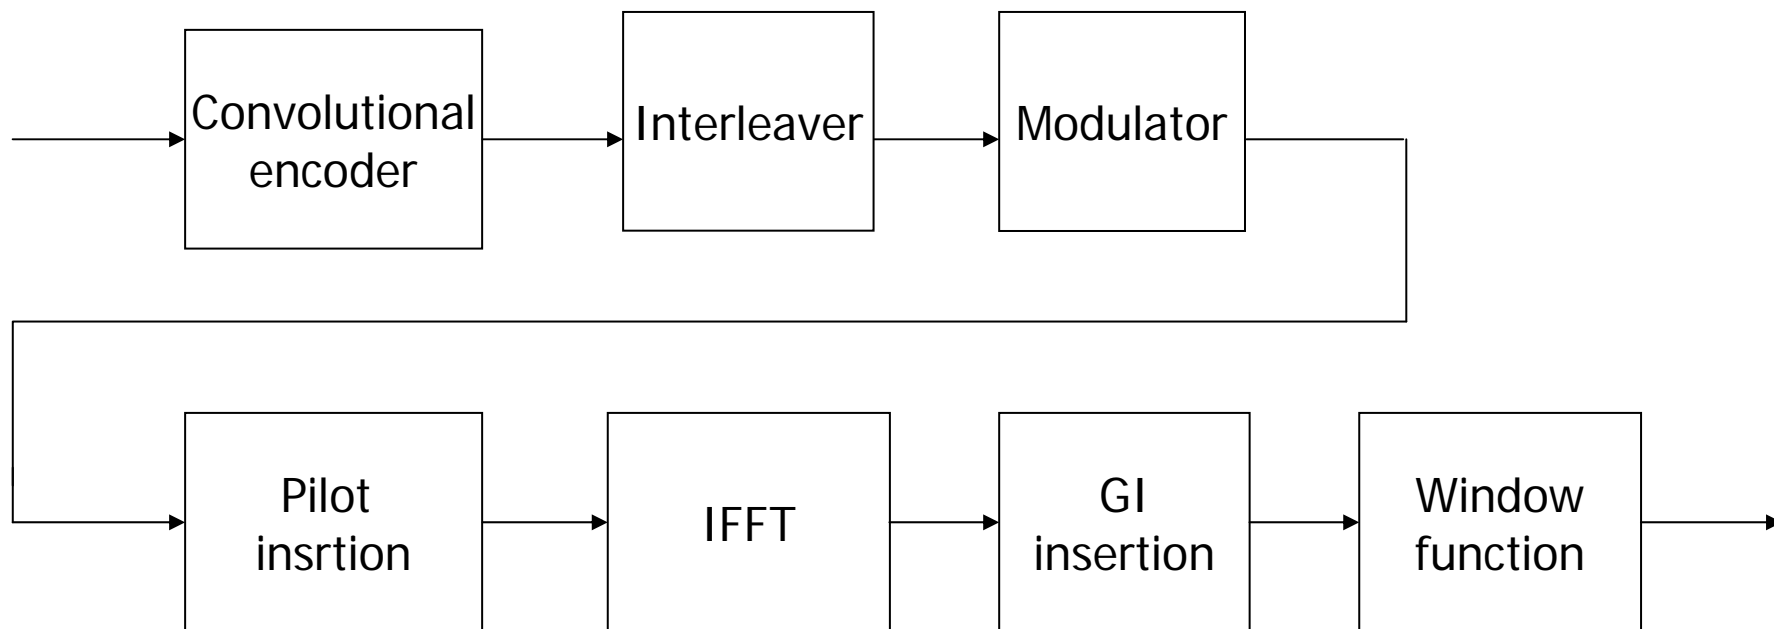 Convolutional
encoder
Interleaver
Modulator
Pilot
insrtion
IFFT
GI
insertion
Window
function